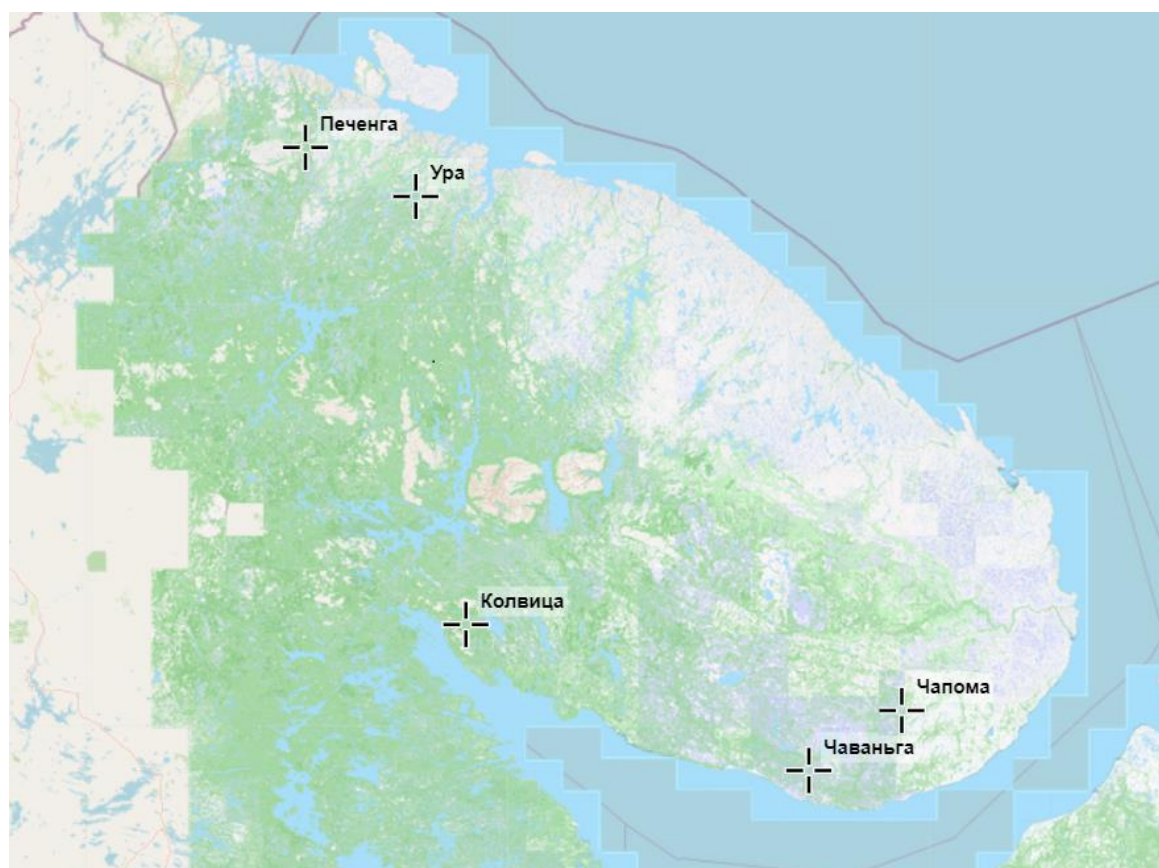 Печенга
Ура
Колвица
Чапома
Чаваньга